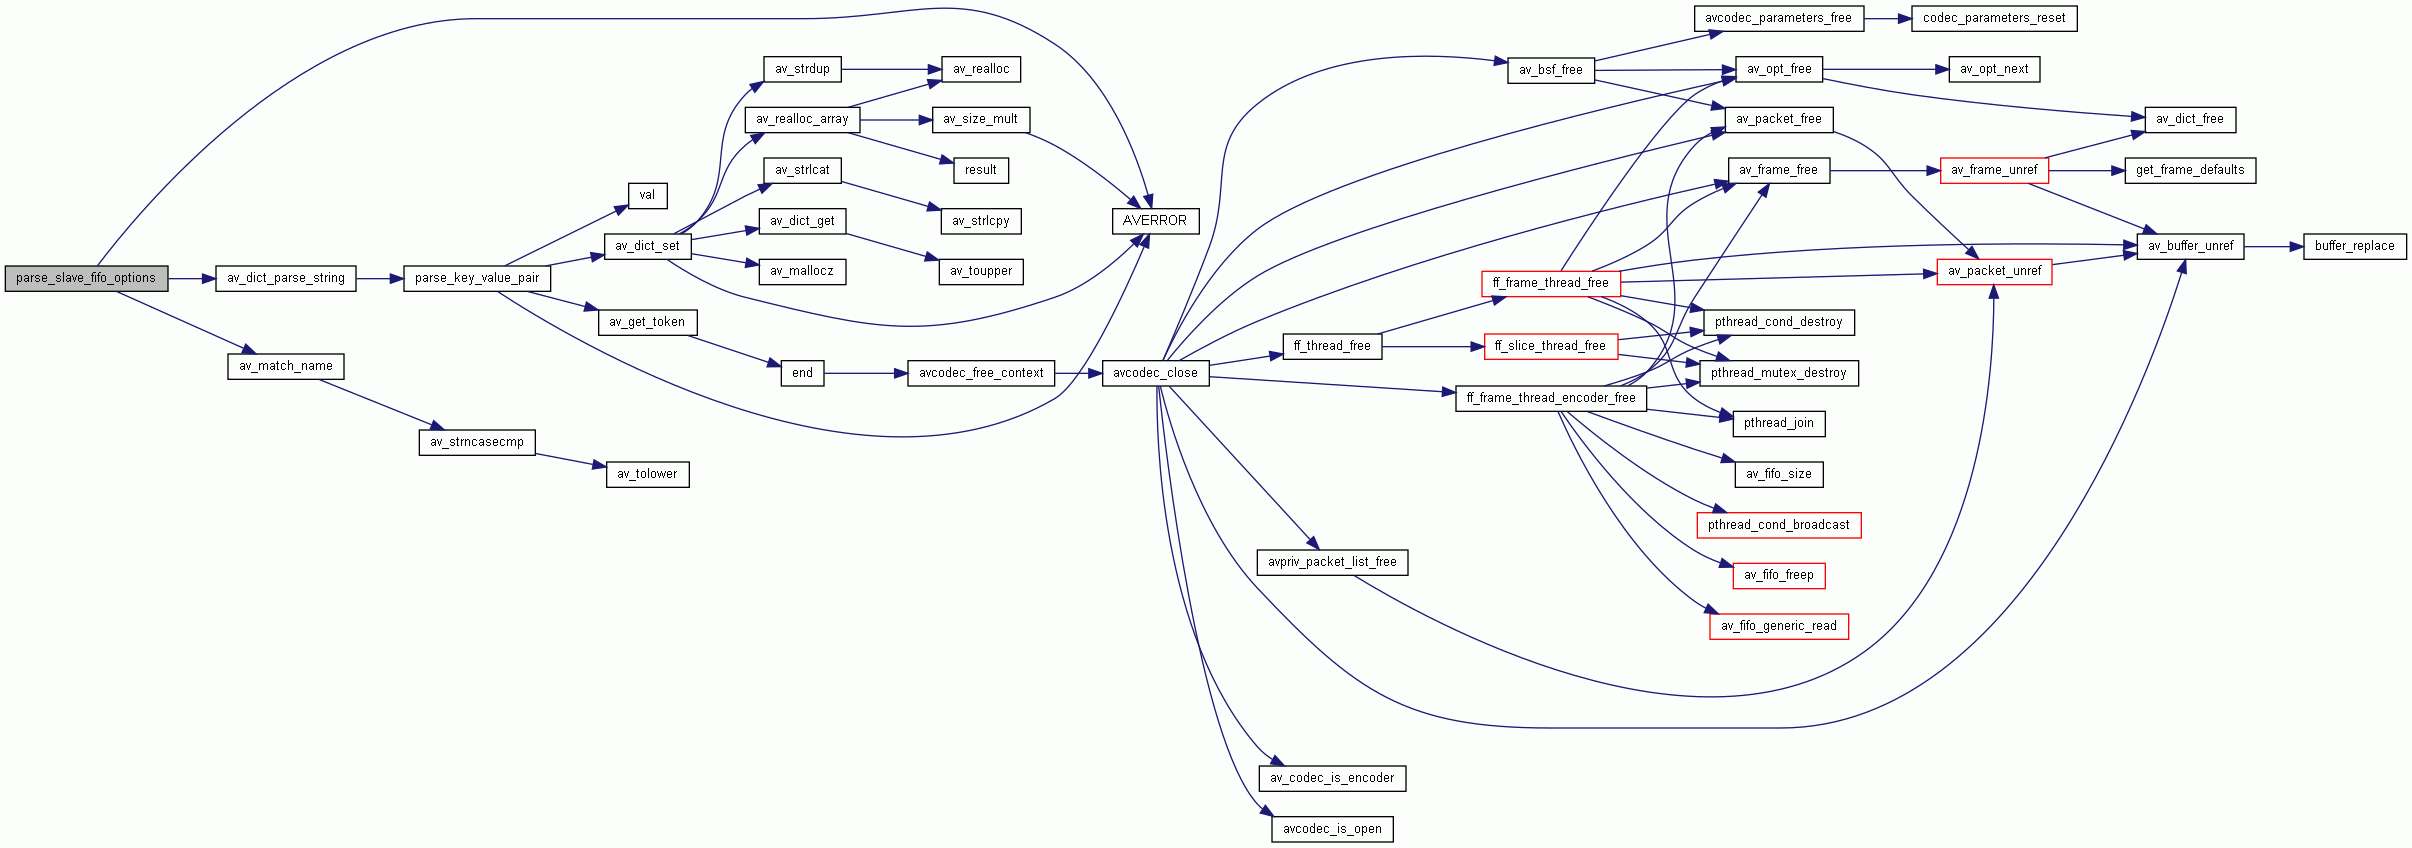 parse_slave_fifo_options
av_dict_parse_string
av_match_name
parse_key_value_pair
av_strncasecmp
val
av_dict_set
av_get_token
av_tolower
av_strdup
av_realloc_array
av_strlcat
av_dict_get
av_mallocz
end
av_realloc
av_size_mult
result
av_strlcpy
av_toupper
avcodec_free_context
AVERROR
avcodec_close
ff_thread_free
avpriv_packet_list_free
av_codec_is_encoder
avcodec_is_open
av_bsf_free
ff_frame_thread_free
ff_slice_thread_free
ff_frame_thread_encoder_free
avcodec_parameters_free
av_opt_free
av_packet_free
av_frame_free
pthread_cond_destroy
pthread_mutex_destroy
pthread_join
av_fifo_size
pthread_cond_broadcast
av_fifo_freep
av_fifo_generic_read
codec_parameters_reset
av_opt_next
av_frame_unref
av_packet_unref
av_dict_free
get_frame_defaults
av_buffer_unref
buffer_replace